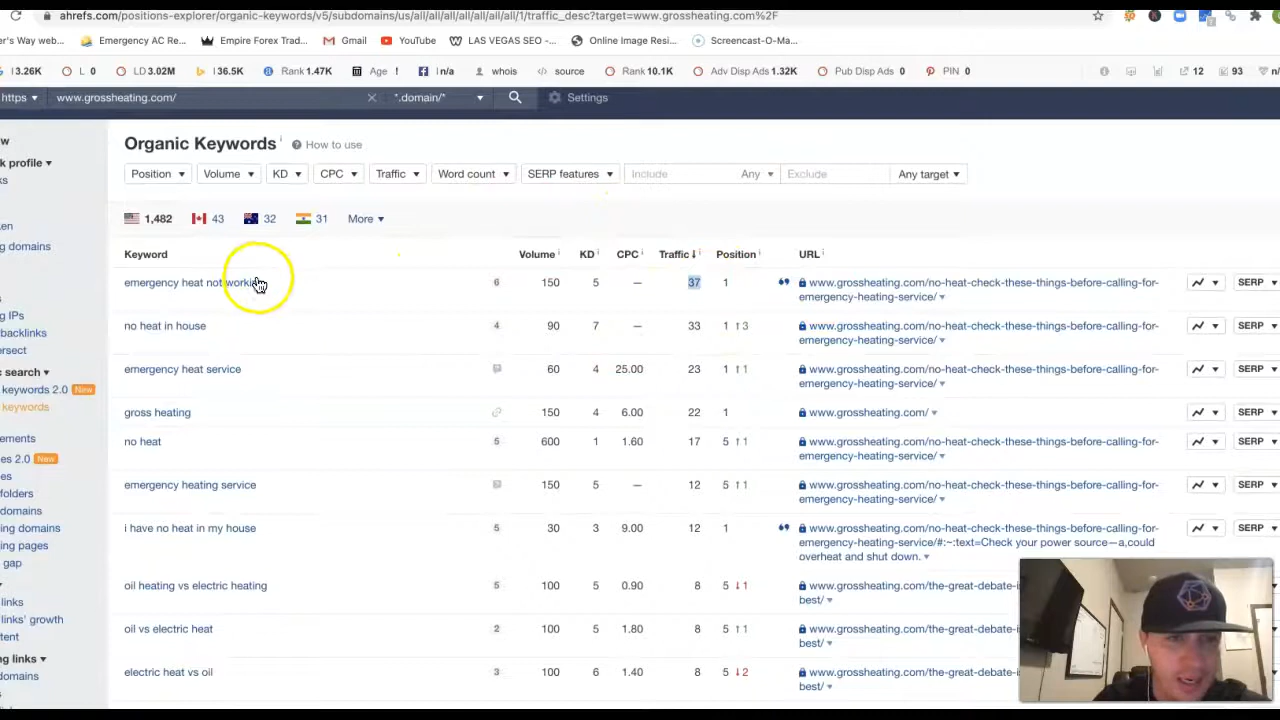 ahrefs.com/positions-explorer/organic-keywords/v5/subdomains/us/all/all/all/all/all/all/1/traffic_desc?target=www.grossheating.com%2F
er's Way web... Emergency AC Re... Empire Forex Trad... Gmail YouTube LAS VEGAS SEO -... Online Image Resi... Screencast-O-Ma...
I 3.26K L 0 LD 3.02M I 36.5K Rank 1.47K Age ! I n/a whois source Rank 10.1K Adv Disp Ads 1.32K Pub Disp Ads 0 PIN 0 12 93
https www.grossheating.com/ *.domain/* Settings
Organic Keywords i How to use
Position Volume KD CPC Traffic Word count SERP features Include Any Exclude Any target
1,482 43 32 31 More
Keyword Volume KD CPC Traffic Position URL
emergency heat not workin 6 150 5 — 37 1 www.grossheating.com/no-heat-check-these-things-before-calling-for-
emergency-heating-service/ SERP
no heat in house 4 90 7 — 33 1 ↑3 www.grossheating.com/no-heat-check-these-things-before-calling-for-
emergency-heating-service/ SERP
emergency heat service 60 4 25.00 23 1 ↑1 www.grossheating.com/no-heat-check-these-things-before-calling-for-
emergency-heating-service/ SERP
gross heating 150 4 6.00 22 1 www.grossheating.com/ SERP
no heat 5 600 1 1.60 17 5 ↑1 www.grossheating.com/no-heat-check-these-things-before-calling-for-
emergency-heating-service/ SERP
emergency heating service 150 5 — 12 5 ↑1 www.grossheating.com/no-heat-check-these-things-before-calling-for-
emergency-heating-service/ SERP
i have no heat in my house 5 30 3 9.00 12 1 www.grossheating.com/no-heat-check-these-things-before-calling-for-
emergency-heating-service/#:~:text=Check your power source—a,could
overheat and shut down. SERP
oil heating vs electric heating 5 100 5 0.90 8 5 ↓1 www.grossheating.com/the-great-debate-i
best/
oil vs electric heat 2 100 5 1.80 8 5 ↑1 www.grossheating.com/the-great-debate-i
best/
electric heat vs oil 3 100 6 1.40 8 5 ↓2 www.grossheating.com/the-great-debate-i
best/
k profile
ks
ken
ng domains
ng IPs
backlinks
ersect
c search
keywords 2.0 New
keywords
ements
es 2.0 New
es
folders
domains
ing domains
ing pages
gap
links
links' growth
tent
ng links
domains